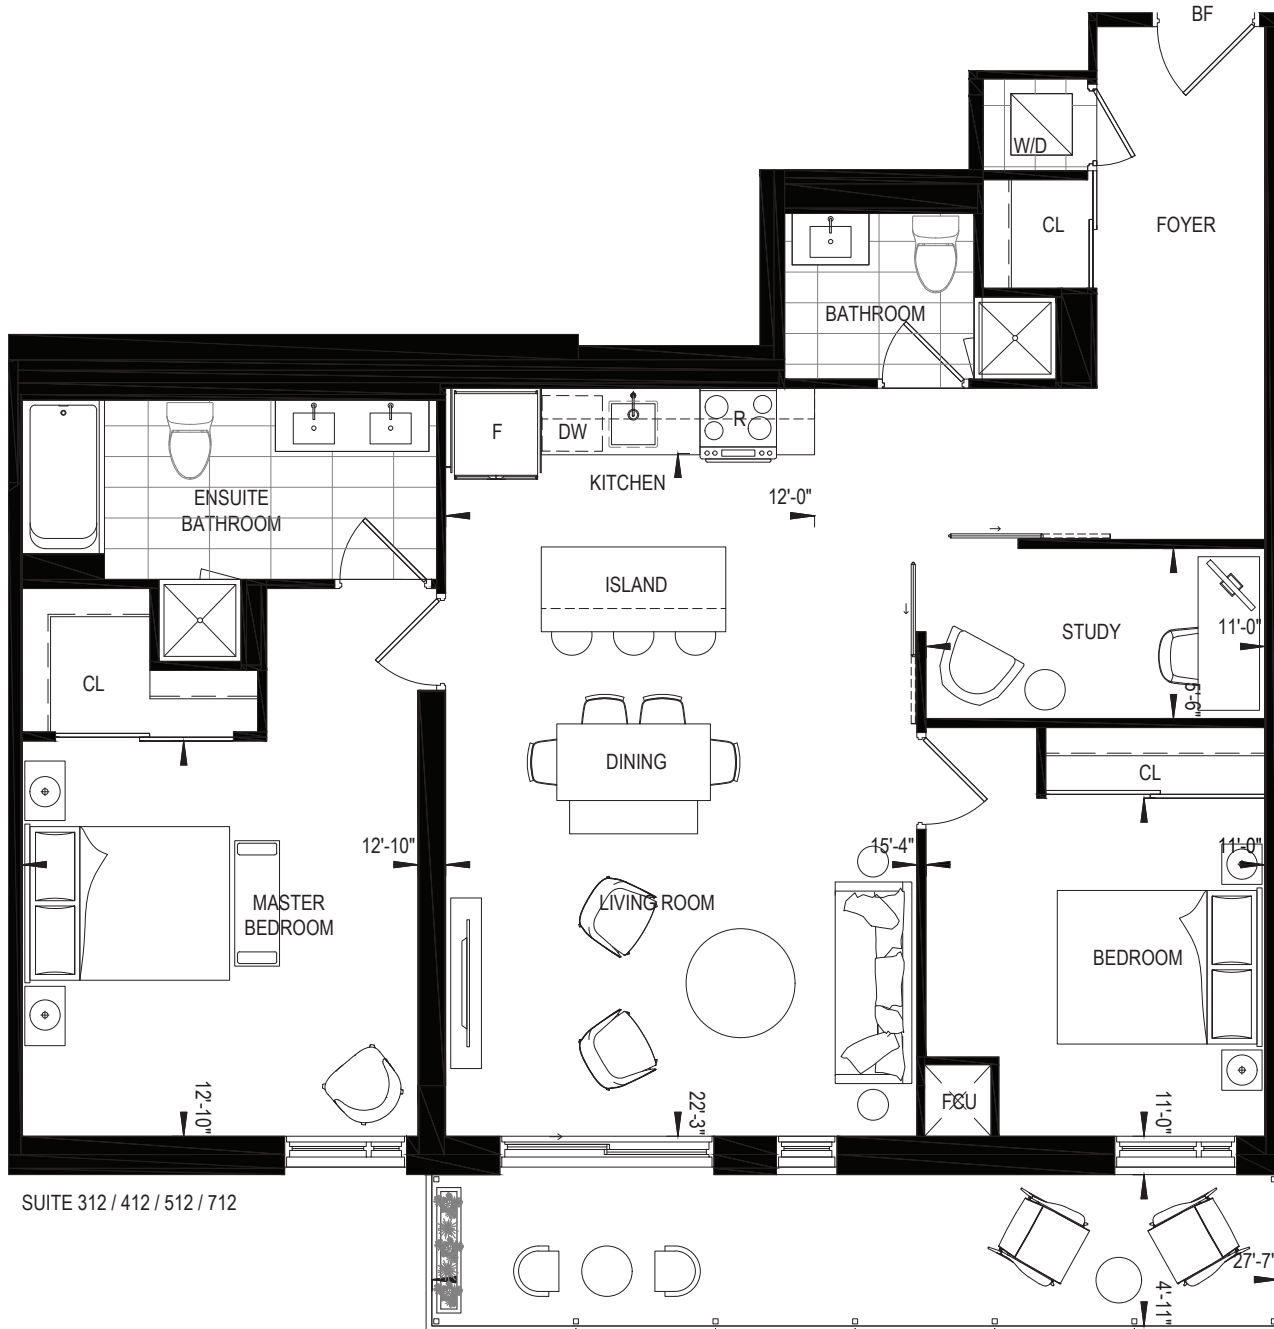 BF
W/D
CL
FOYER
BATHROOM
F
DW
R
KITCHEN
12'-0"
ENSUITE
BATHROOM
ISLAND
STUDY
11'-0"
5'-6"
CL
DINING
CL
12'-10"
15'-4"
11'-0"
MASTER
BEDROOM
LIVING ROOM
BEDROOM
12'-10"
22'-3"
FCU
11'-0"
SUITE 312 / 412 / 512 / 712
27'-7"
4'-11"